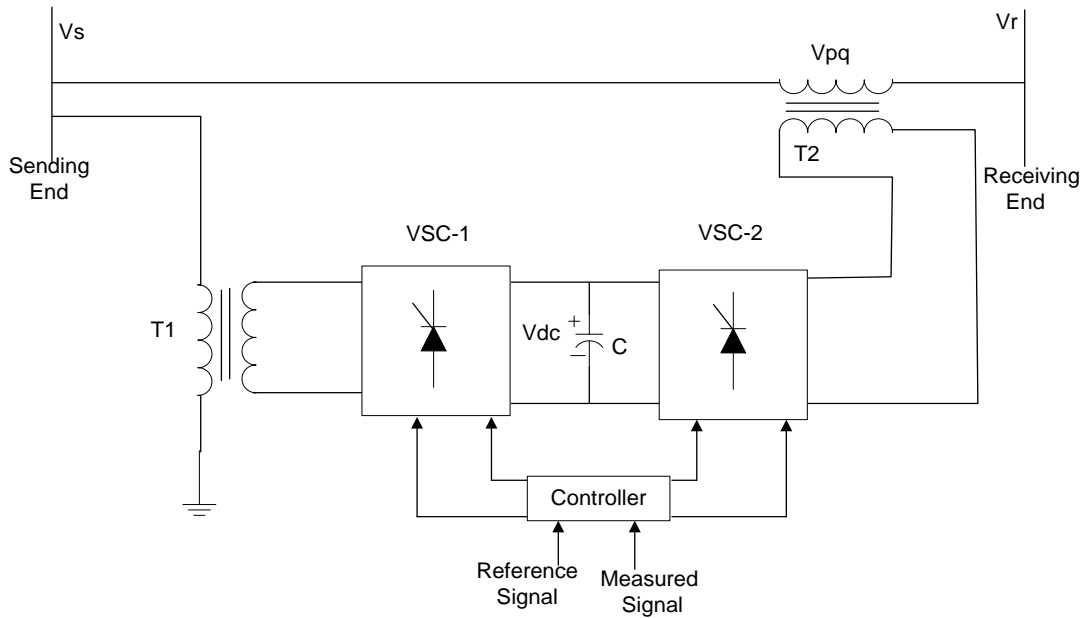 Vs
Vr
Vpq
T2
Sending
End
Receiving
End
VSC-1
VSC-2
T1
Vdc
+
−
C
Controller
Reference
Signal
Measured
Signal